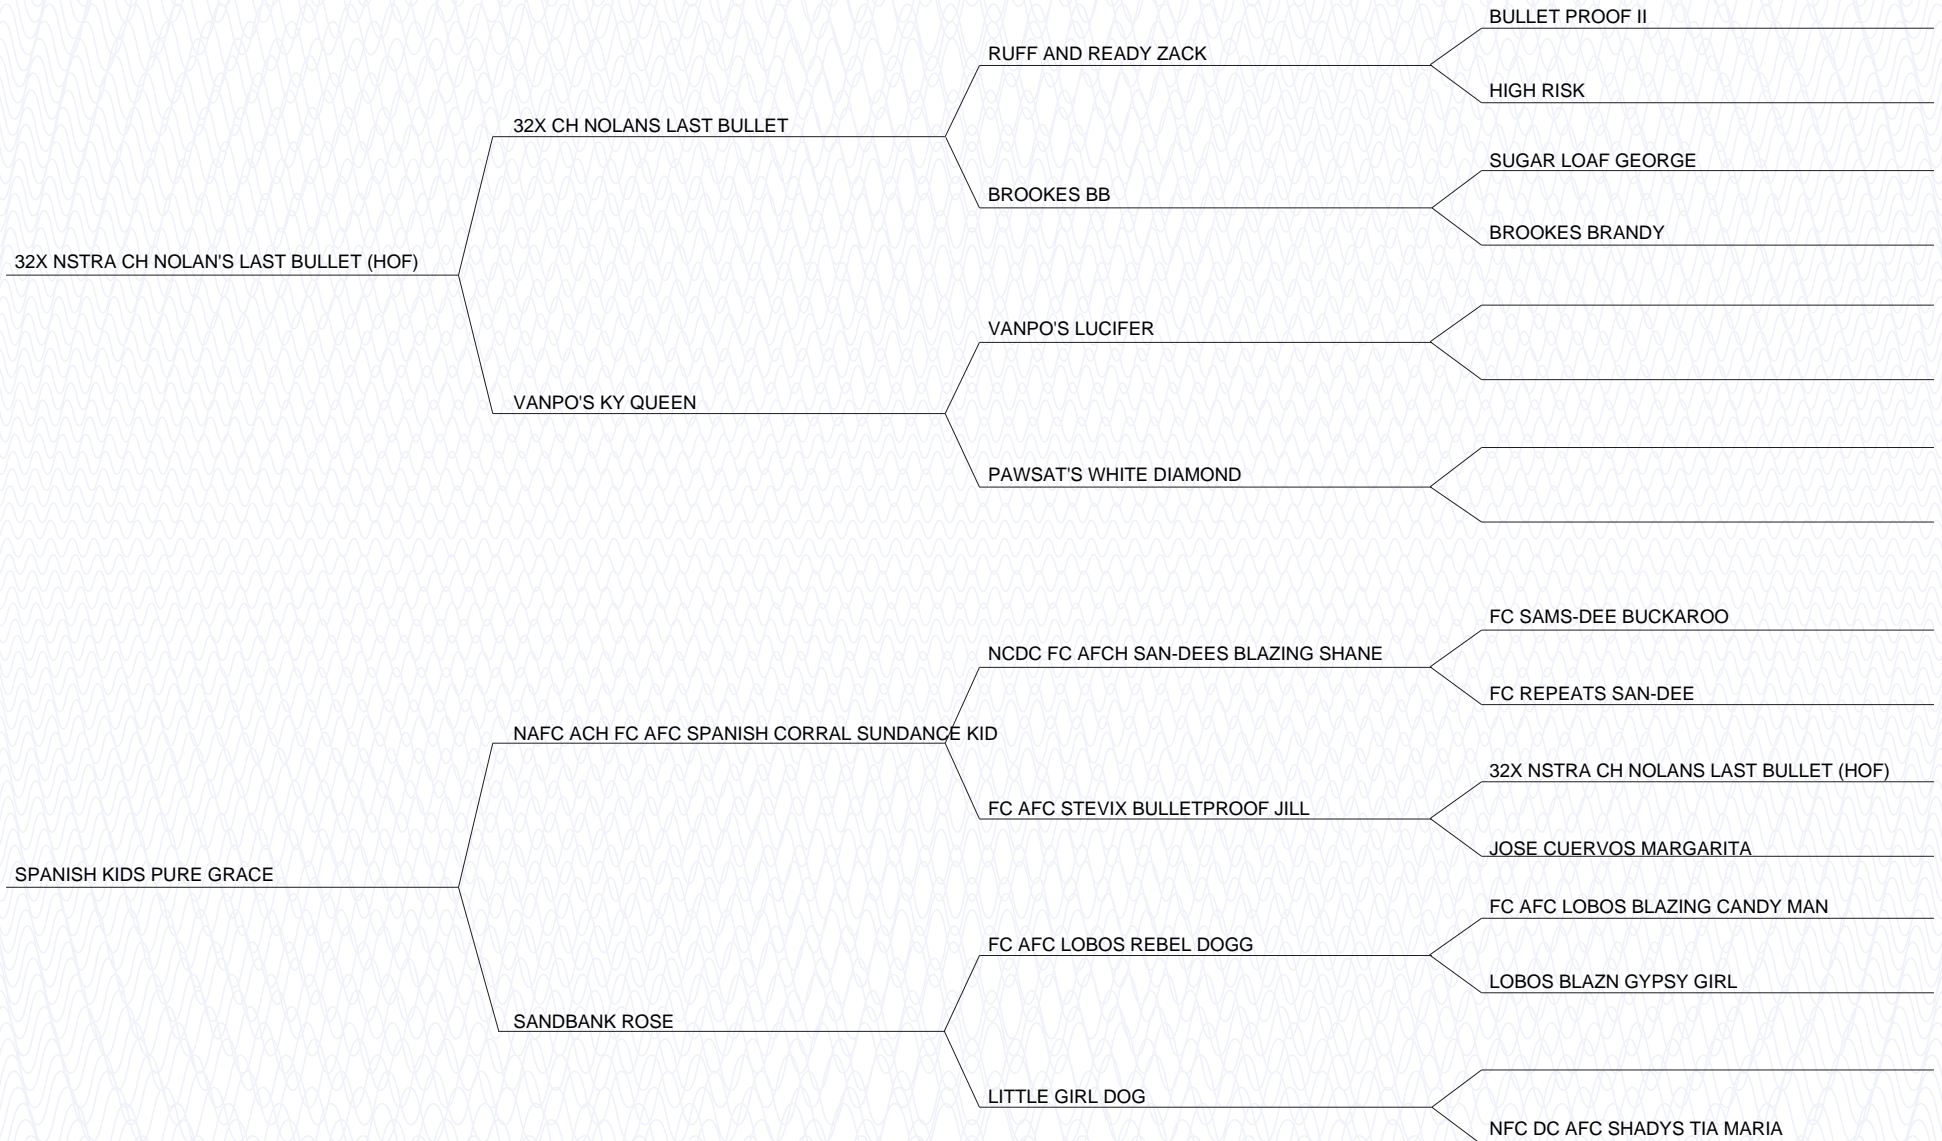 BULLET PROOF II
RUFF AND READY ZACK
HIGH RISK
32X CH NOLANS LAST BULLET
SUGAR LOAF GEORGE
BROOKES BB
BROOKES BRANDY
32X NSTRA CH NOLAN'S LAST BULLET (HOF)
VANPO'S LUCIFER
VANPO'S KY QUEEN
PAWSAT'S WHITE DIAMOND
FC SAMS-DEE BUCKAROO
NCDC FC AFCH SAN-DEES BLAZING SHANE
FC REPEATS SAN-DEE
NAFC ACH FC AFC SPANISH CORRAL SUNDANCE KID
32X NSTRA CH NOLANS LAST BULLET (HOF)
FC AFC STEVIX BULLETPROOF JILL
JOSE CUERVOS MARGARITA
SPANISH KIDS PURE GRACE
FC AFC LOBOS BLAZING CANDY MAN
FC AFC LOBOS REBEL DOGG
LOBOS BLAZN GYPSY GIRL
SANDBANK ROSE
LITTLE GIRL DOG
NFC DC AFC SHADYS TIA MARIA